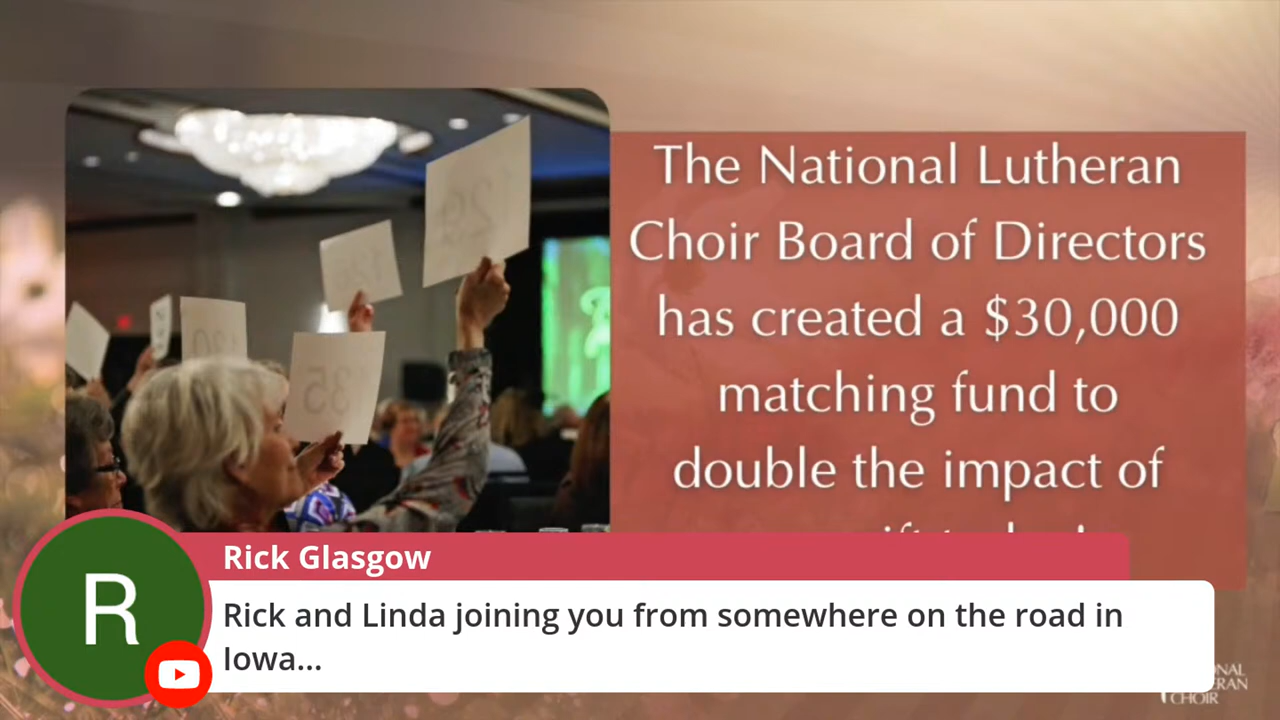 The National Lutheran
Choir Board of Directors
has created a $30,000
matching fund to
double the impact of
Rick Glasgow
R
Rick and Linda joining you from somewhere on the road in
Iowa...
CHOIR